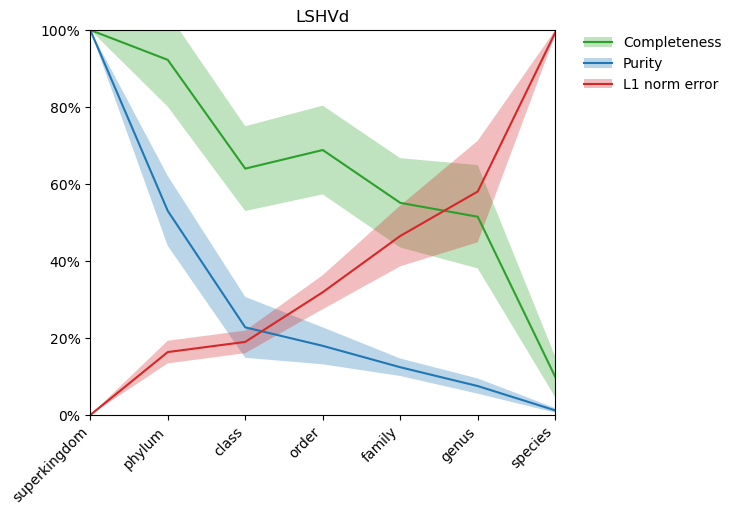 LSHVd
100%
80%
60%
40%
20%
0%
superkingdom
phylum
class
order
family
genus
species
Completeness
Purity
L1 norm error